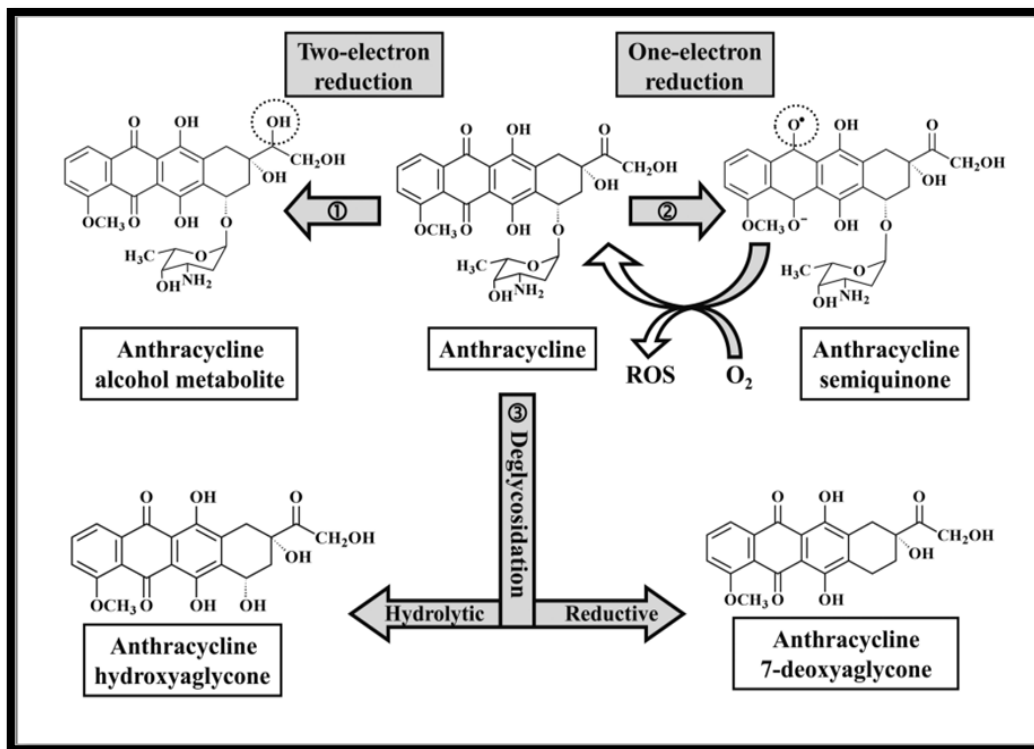 Two-electron
reduction
One-electron
reduction
O
OH
OH
CH₂OH
OH
OCH₃
O
OH
O
H₃C
O
OH
NH₂
①
O
OH
O
CH₂OH
OH
OCH₃
O
OH
O
H₃C
O
OH
NH₂
②
O•
OH
O
CH₂OH
OH
OCH₃
O⁻
OH
O
H₃C
O
OH
NH₂
Anthracycline
alcohol metabolite
Anthracycline
ROS
O₂
Anthracycline
semiquinone
③ Deglycosidation
O
OH
O
CH₂OH
OH
OCH₃
O
OH
OH
Hydrolytic
Reductive
O
OH
O
CH₂OH
OH
OCH₃
O
OH
Anthracycline
hydroxyaglycone
Anthracycline
7-deoxyaglycone